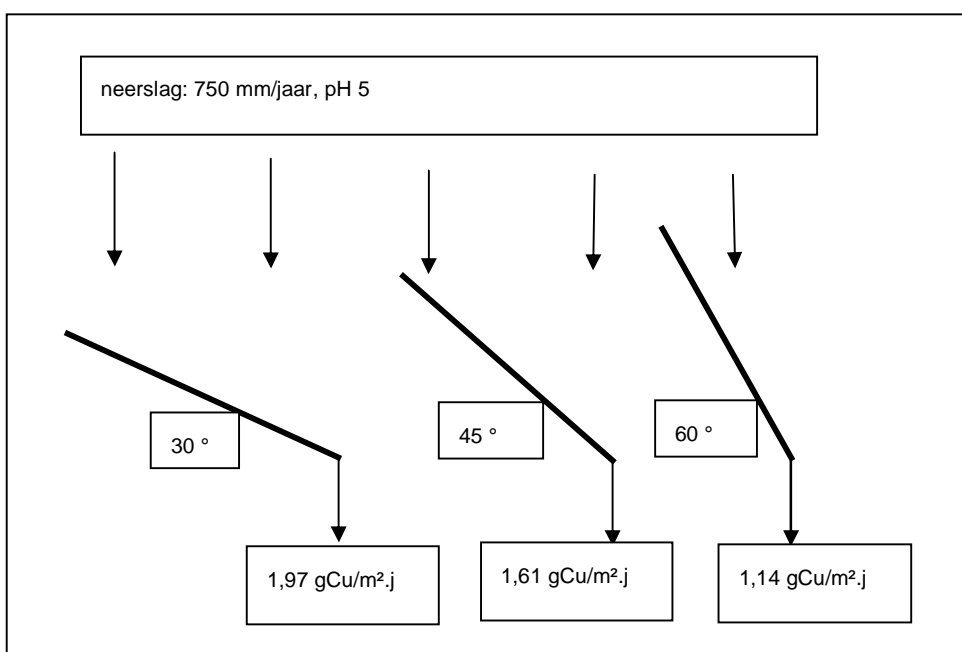 neerslag: 750 mm/jaar, pH 5
30 °
45 °
60 °
1,97 gCu/m².j
1,61 gCu/m².j
1,14 gCu/m².j